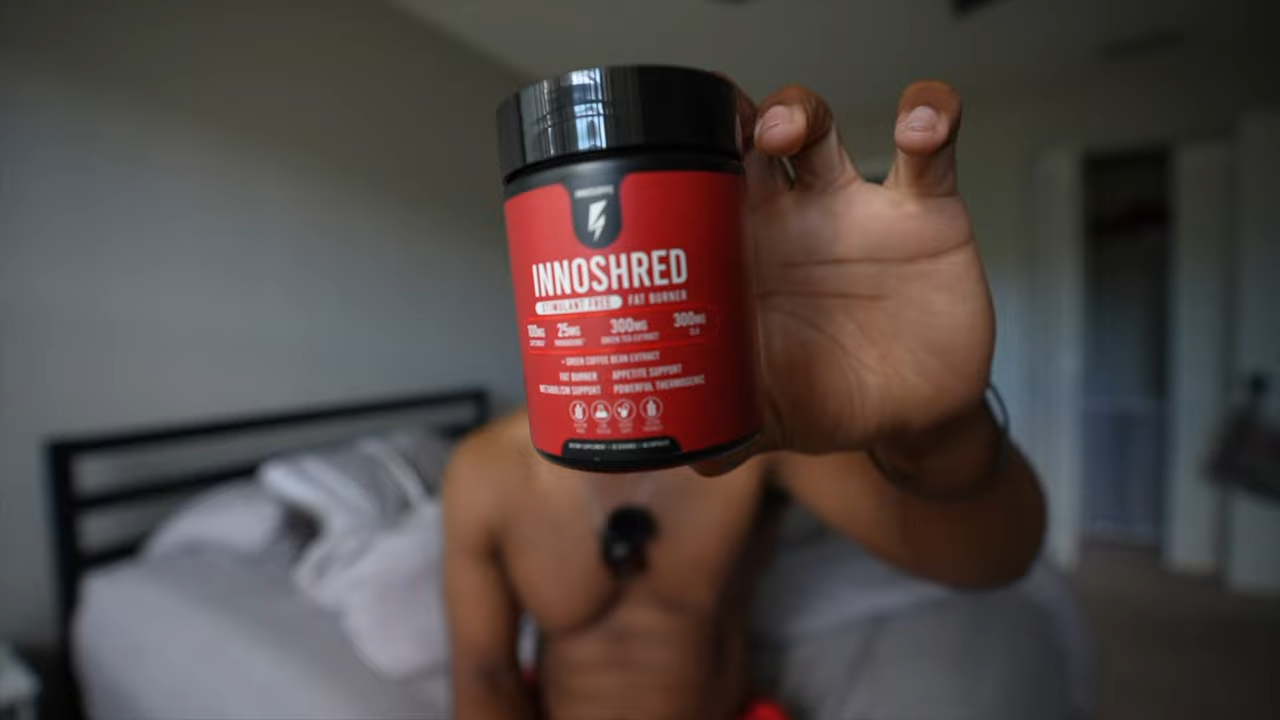 INNOSHRED
STIMULANT FREE FAT BURNER
100MG 25MG 300MG 300MG
GREEN TEA EXTRACT CLA
+ GREEN COFFEE BEAN EXTRACT
FAT BURNER APPETITE SUPPORT
METABOLISM SUPPORT POWERFUL THERMOGENIC